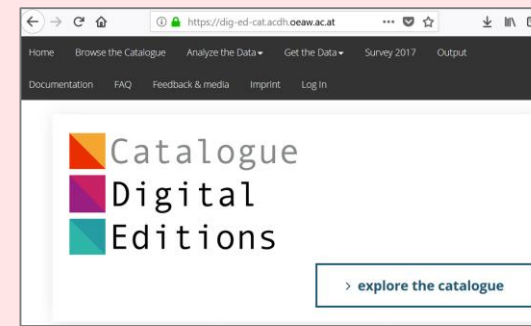 https://dig-ed-cat.acdh.oeaw.ac.at
Home Browse the Catalogue Analyze the Data Get the Data Survey 2017 Output
Documentation FAQ Feedback & media Imprint Log In
Catalogue
Digital
Editions
> explore the catalogue